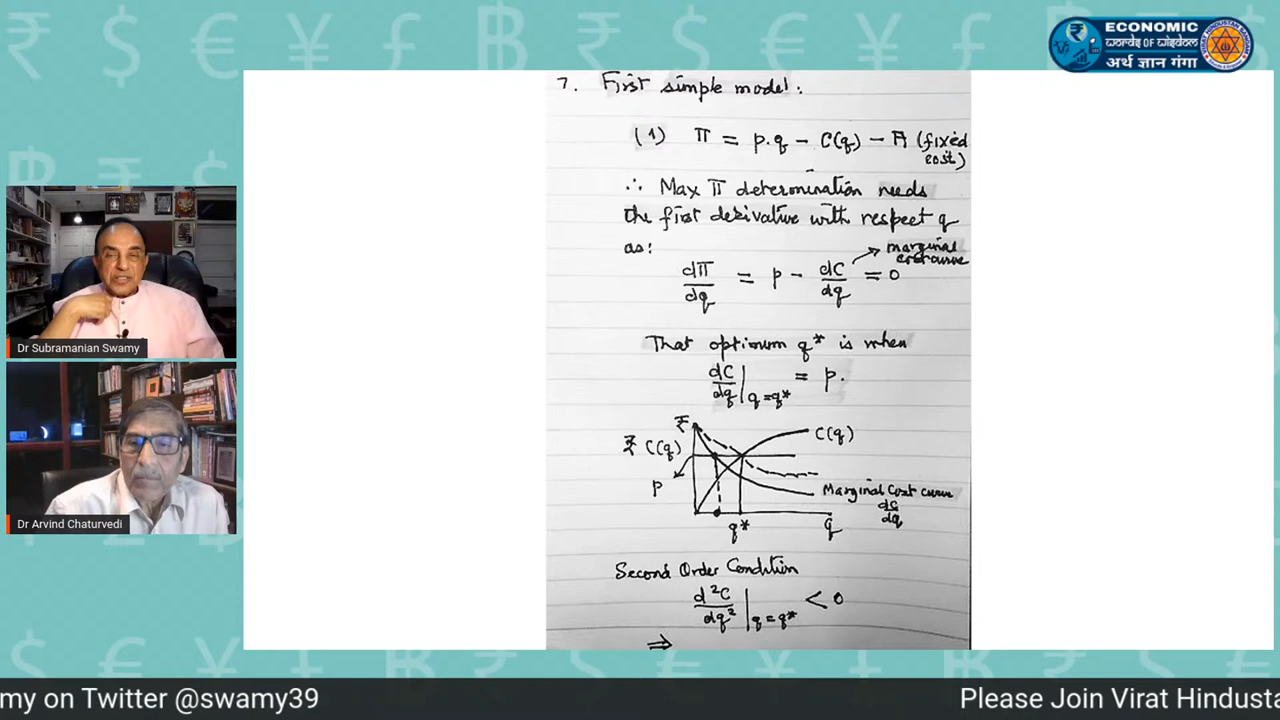 ECONOMIC
WORDS OF WISDOM
अर्थ ज्ञान गंगा
7. First simple model:
(1) π = p.q - C(q) - A (fixed
cost)
∴ Max π determination needs
the first derivative with respect q
as:
marginal
cost curve
dπ/dq = p - dC/dq = 0
That optimum q* is when
dC/dq | q=q* = p.
₹
C(q)
₹ C(q)
p
Marginal Cost curve
dC/dq
q*
q
Second Order Condition
d²C/dq² | q=q* < 0
⇒
Dr Subramanian Swamy
Dr Arvind Chaturvedi
my on Twitter @swamy39
Please Join Virat Hindusta